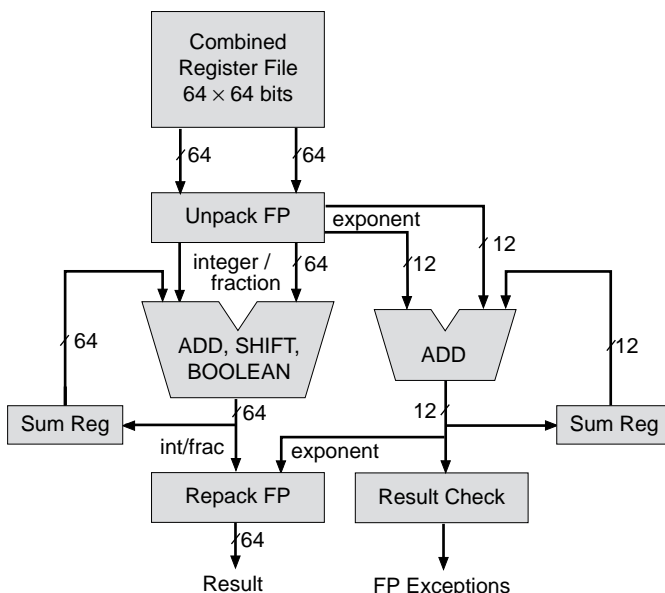 Combined
Register File
64 × 64 bits
64
64
Unpack FP
exponent
12
integer /
fraction
64
12
64
ADD, SHIFT,
BOOLEAN
ADD
12
Sum Reg
64
12
Sum Reg
int/frac
exponent
Repack FP
Result Check
64
Result
FP Exceptions